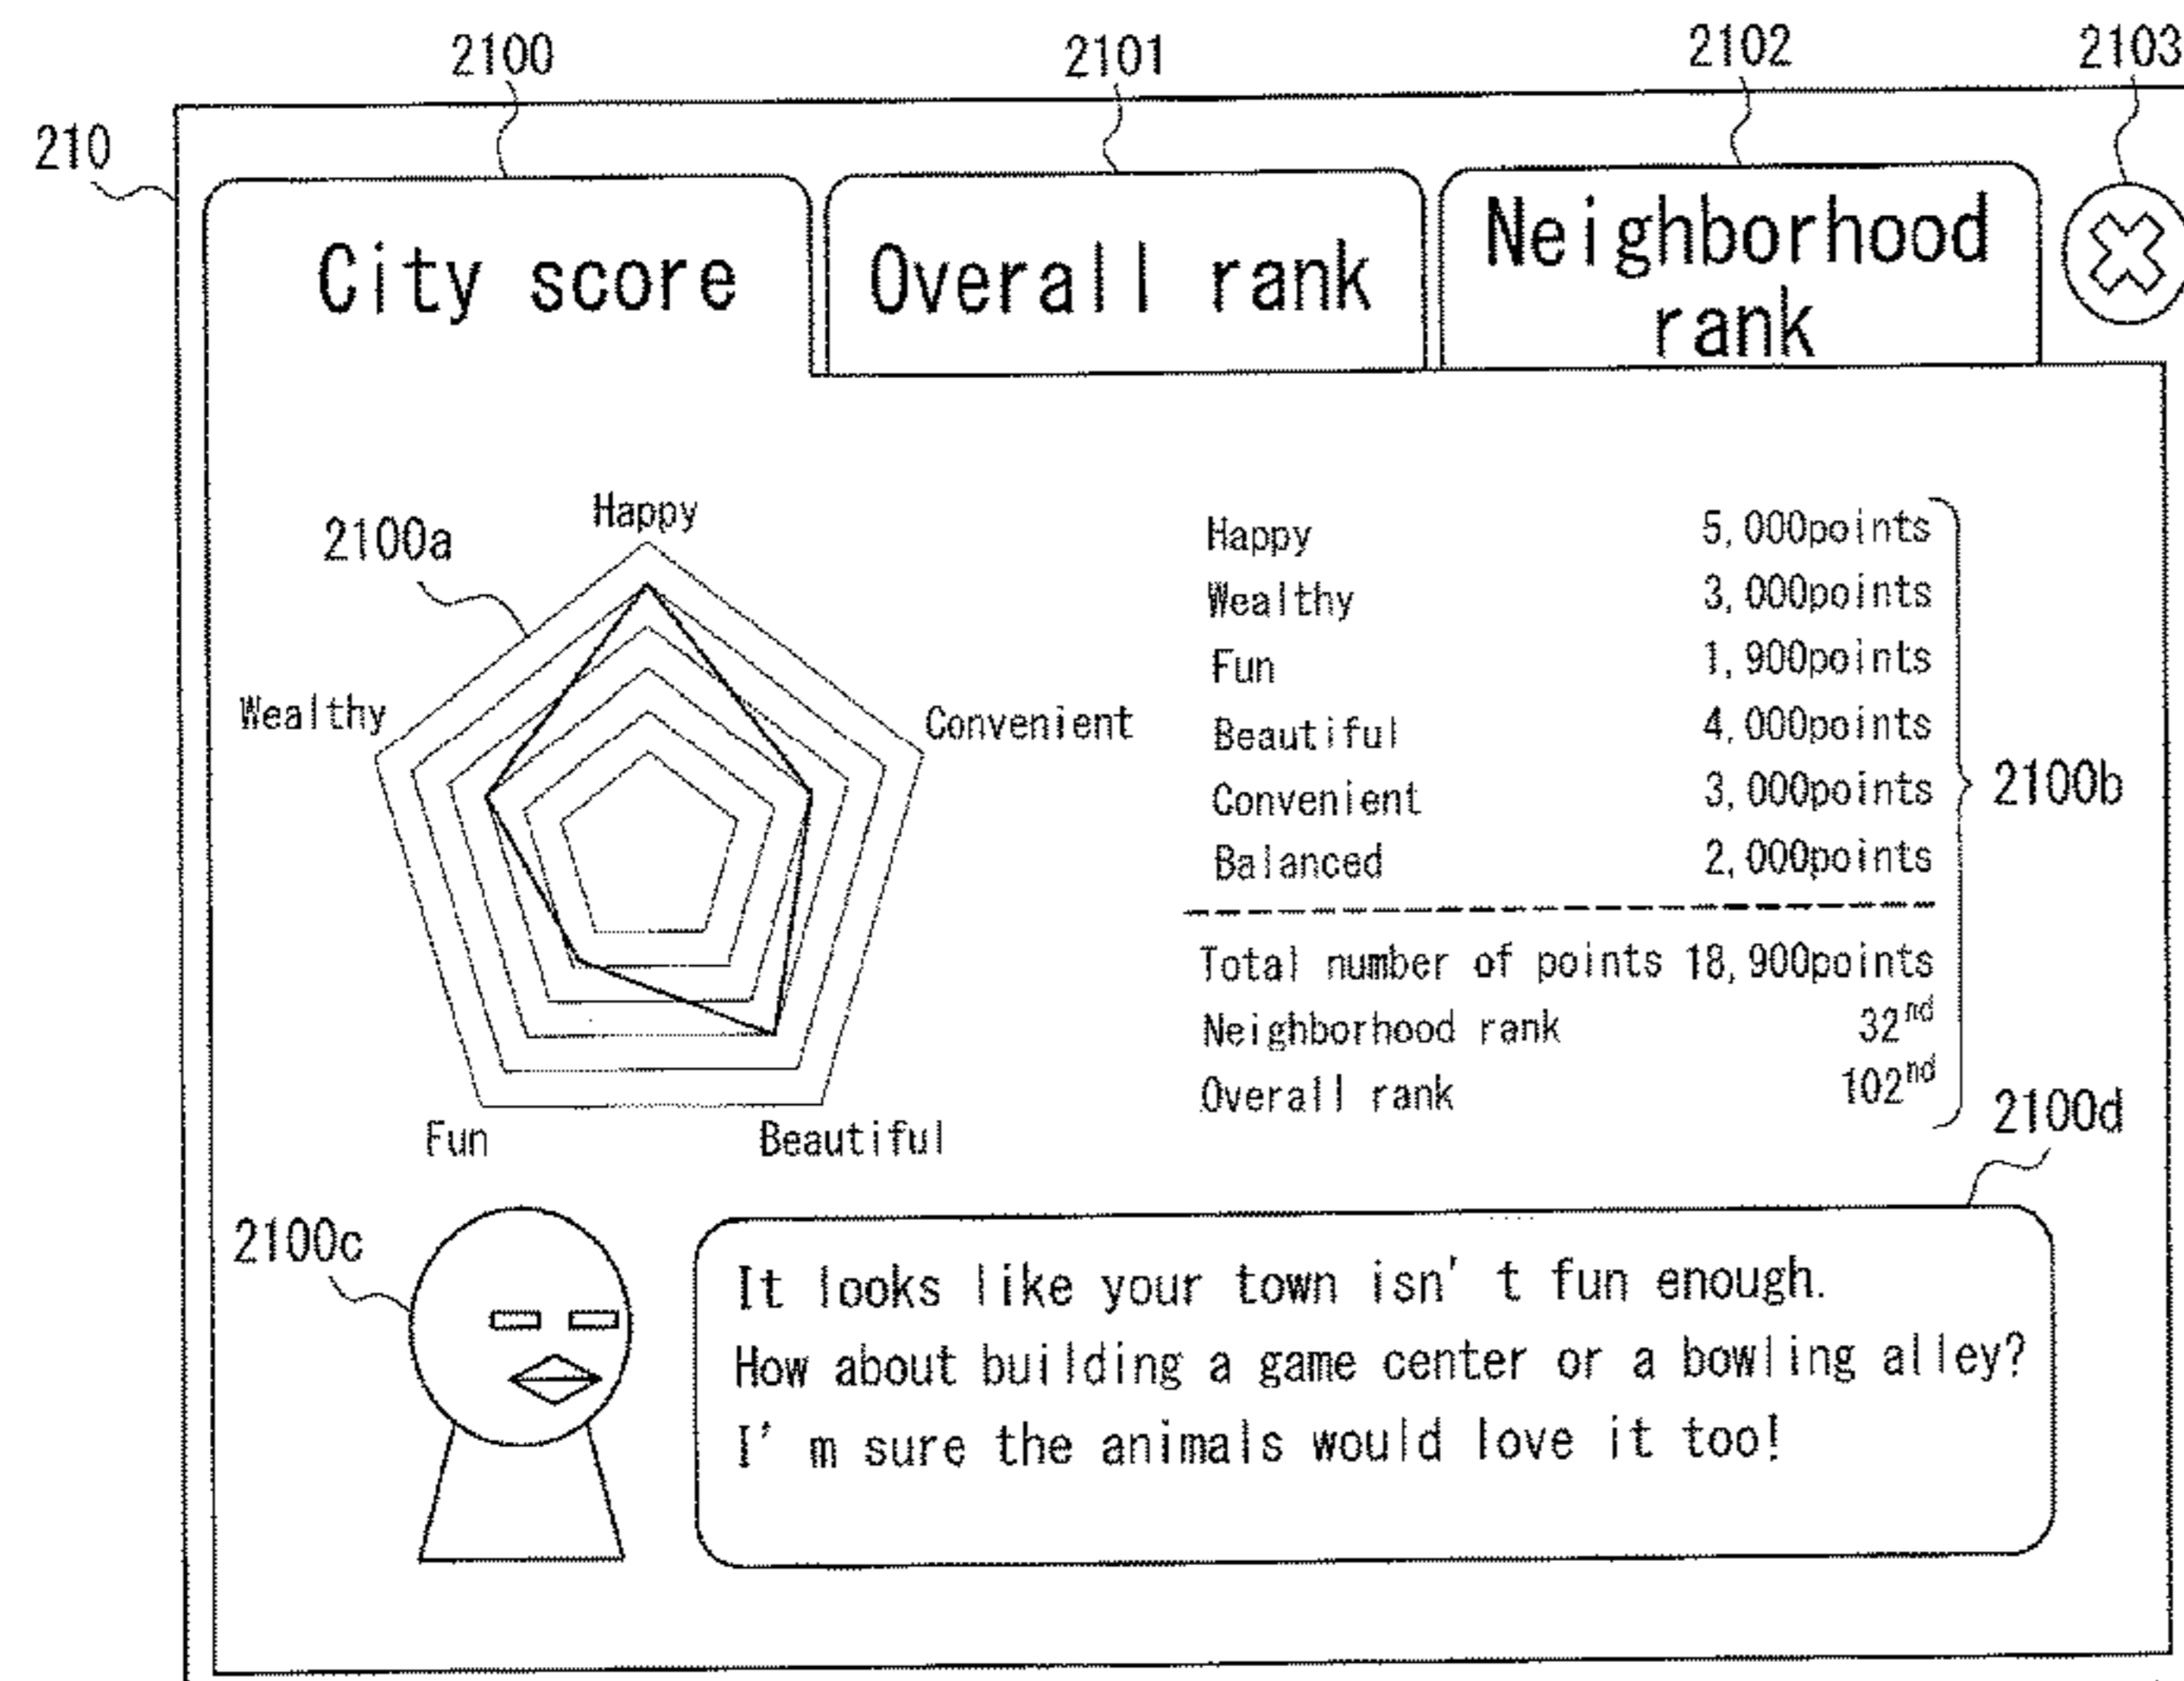 2100
2101
2102
2103
210
City score
Overall rank
Neighborhood
rank
2100a
Happy
Wealthy
Convenient
Fun
Beautiful
Happy 5,000points
Wealthy 3,000points
Fun 1,900points
Beautiful 4,000points
Convenient 3,000points
Balanced 2,000points
2100b
Total number of points 18,900points
Neighborhood rank 32nd
Overall rank 102nd
2100d
2100c
It looks like your town isn't fun enough.
How about building a game center or a bowling alley?
I'm sure the animals would love it too!